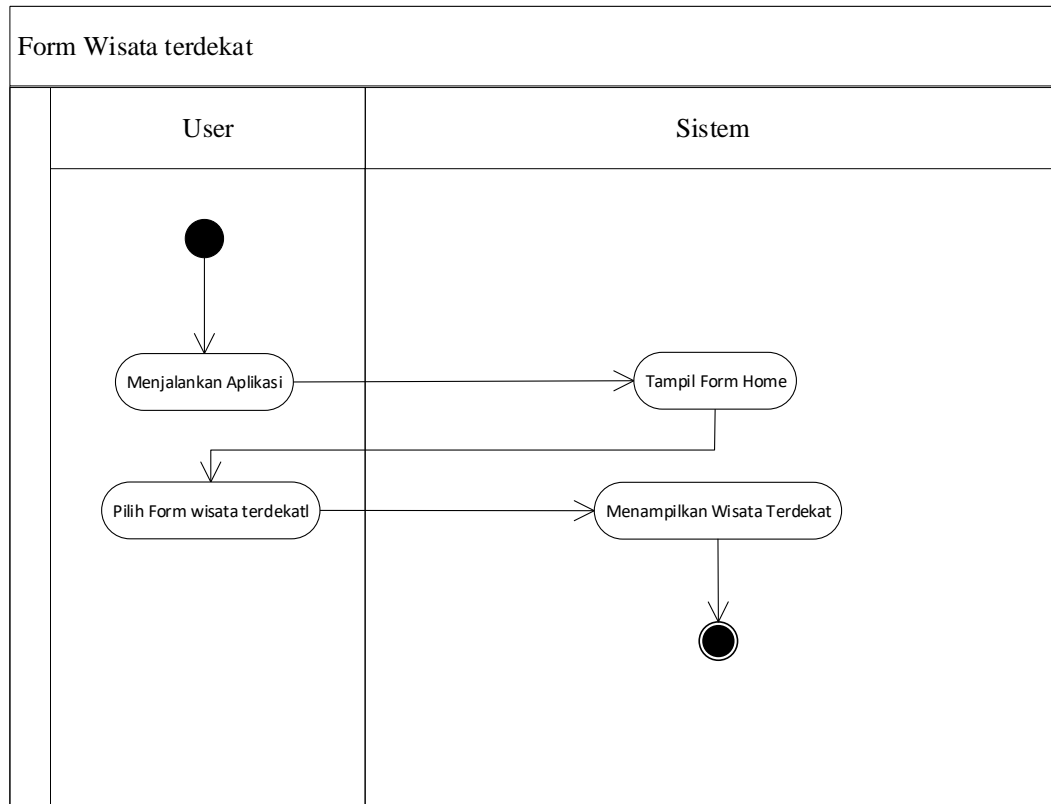 Form Wisata terdekat
User
Sistem
Menjalankan Aplikasi
Tampil Form Home
Pilih Form wisata terdekatl
Menampilkan Wisata Terdekat